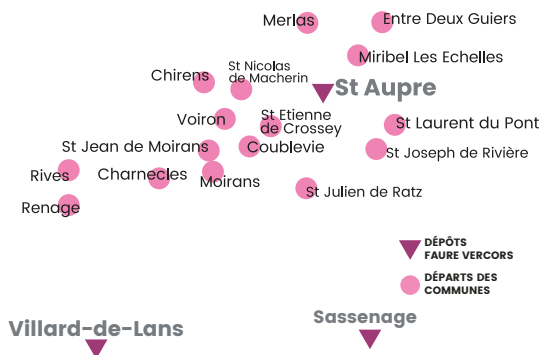 Merlas
Entre Deux Guiers
Miribel Les Echelles
St Nicolas
de Macherin
Chirens
St Aupre
Voiron
St Etienne
de Crossey
St Laurent du Pont
St Jean de Moirans
Coublevie
St Joseph de Rivière
Rives
Charnecles
Moirans
St Julien de Ratz
Renage
DÉPÔTS
FAURE VERCORS
DÉPARTS DES
COMMUNES
Villard-de-Lans
Sassenage